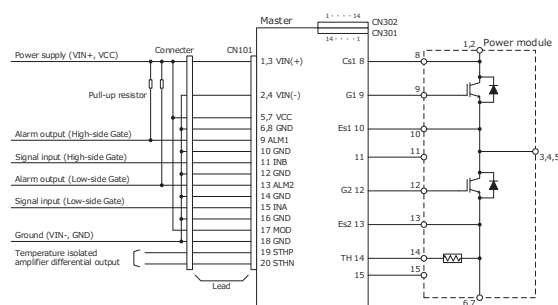 Master
1 · · · · 14
CN302
CN301
14 · · · · 1
Connecter
CN101
Power supply (VIN+, VCC)
Pull-up resistor
Alarm output (High-side Gate)
Signal input (High-side Gate)
Alarm output (Low-side Gate)
Signal input (Low-side Gate)
Ground (VIN-, GND)
Temperature isolated
amplifier differential output
Lead
1,3 VIN(+)
2,4 VIN(-)
5,7 VCC
6,8 GND
9 ALM1
10 GND
11 INB
12 GND
13 ALM2
14 GND
15 INA
16 GND
17 MOD
18 GND
19 STHP
20 STHN
Cs1 8
G1 9
Es1 10
11
G2 12
Es2 13
TH 14
15
8
9
10
11
12
13
14
15
1,2
Power module
3,4,5
6,7